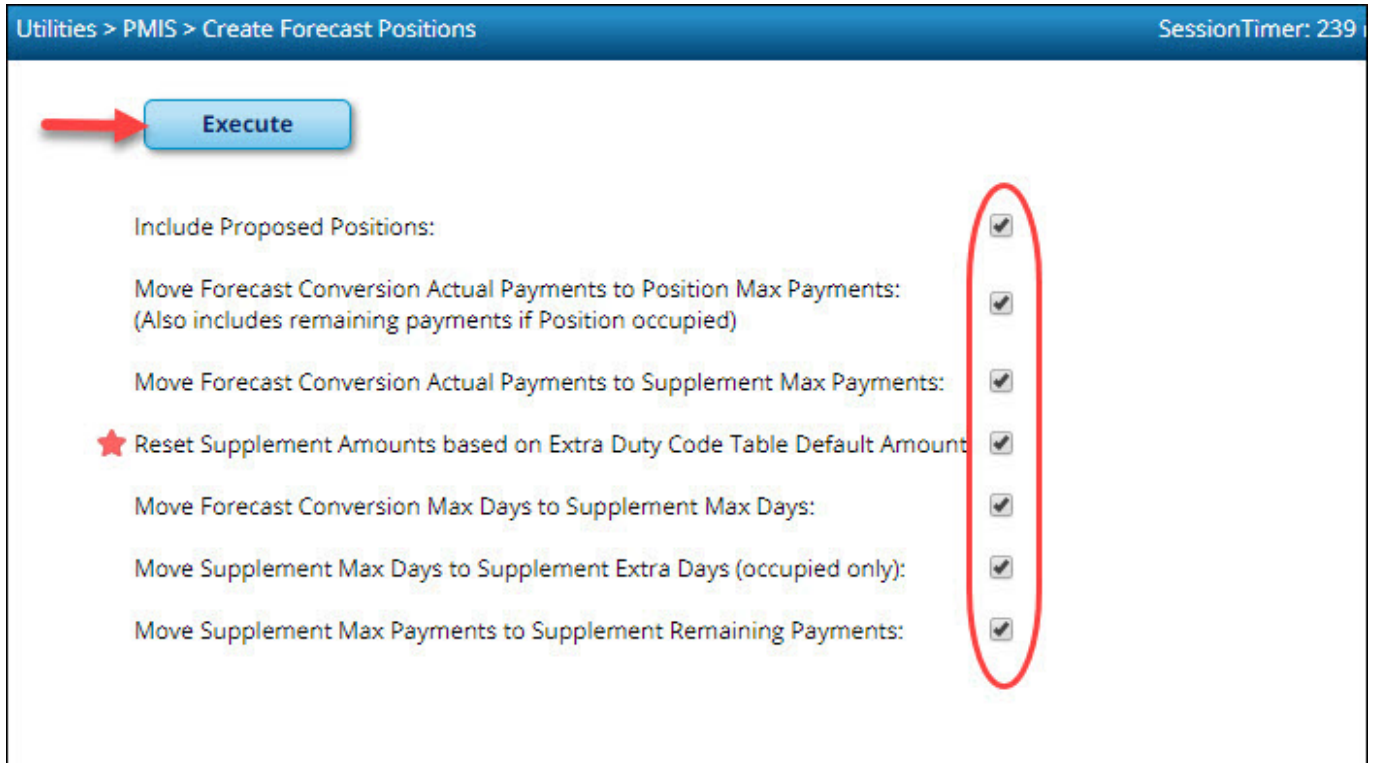 Utilities > PMIS > Create Forecast Positions
SessionTimer: 239
Execute
Include Proposed Positions:
Move Forecast Conversion Actual Payments to Position Max Payments:
(Also includes remaining payments if Position occupied)
Move Forecast Conversion Actual Payments to Supplement Max Payments:
Reset Supplement Amounts based on Extra Duty Code Table Default Amount
Move Forecast Conversion Max Days to Supplement Max Days:
Move Supplement Max Days to Supplement Extra Days (occupied only):
Move Supplement Max Payments to Supplement Remaining Payments: